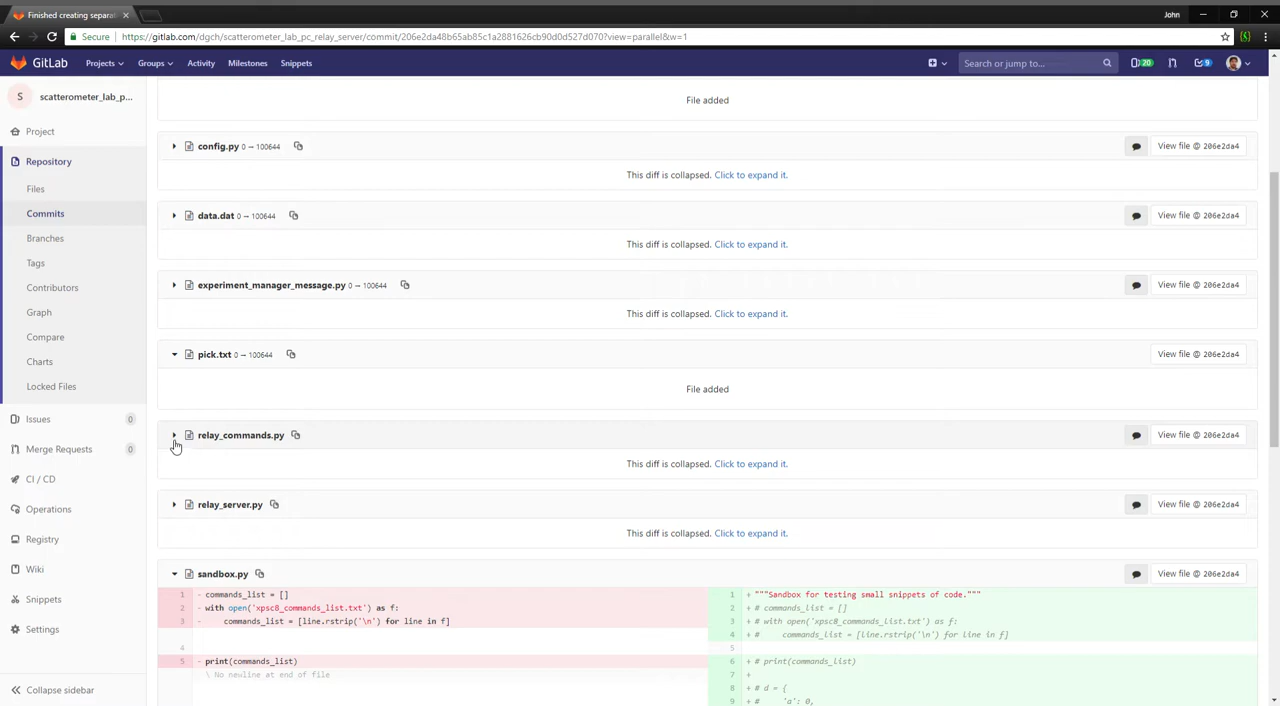 Finished creating separa
John
Secure
https://gitlab.com/dgch/scatterometer_lab_pc_relay_server/commit/206e2da48b65ab85c1a2881626cb90d0d527d070?view=parallel&w=1
GitLab
Projects
Groups
Activity
Milestones
Snippets
Search or jump to...
20
9
S
scatterometer_lab_p...
Project
Repository
Files
Commits
Branches
Tags
Contributors
Graph
Compare
Charts
Locked Files
Issues
0
Merge Requests
0
CI / CD
Operations
Registry
Wiki
Snippets
Settings
Collapse sidebar
File added
config.py 0 → 100644
View file @ 206e2da4
This diff is collapsed. Click to expand it.
data.dat 0 → 100644
View file @ 206e2da4
This diff is collapsed. Click to expand it.
experiment_manager_message.py 0 → 100644
View file @ 206e2da4
This diff is collapsed. Click to expand it.
pick.txt 0 → 100644
View file @ 206e2da4
File added
relay_commands.py
View file @ 206e2da4
This diff is collapsed. Click to expand it.
relay_server.py
View file @ 206e2da4
This diff is collapsed. Click to expand it.
sandbox.py
View file @ 206e2da4
1 - commands_list = []
2 - with open('xpsc8_commands_list.txt') as f:
3 - commands_list = [line.rstrip('\n') for line in f]
4
5 - print(commands_list)
\ No newline at end of file
1 + """Sandbox for testing small snippets of code."""
2 + # commands_list = []
3 + # with open('xpsc8_commands_list.txt') as f:
4 + # commands_list = [line.rstrip('\n') for line in f]
5
6 + # print(commands_list)
7 +
8 + # d = {
9 + # 'a': 0,